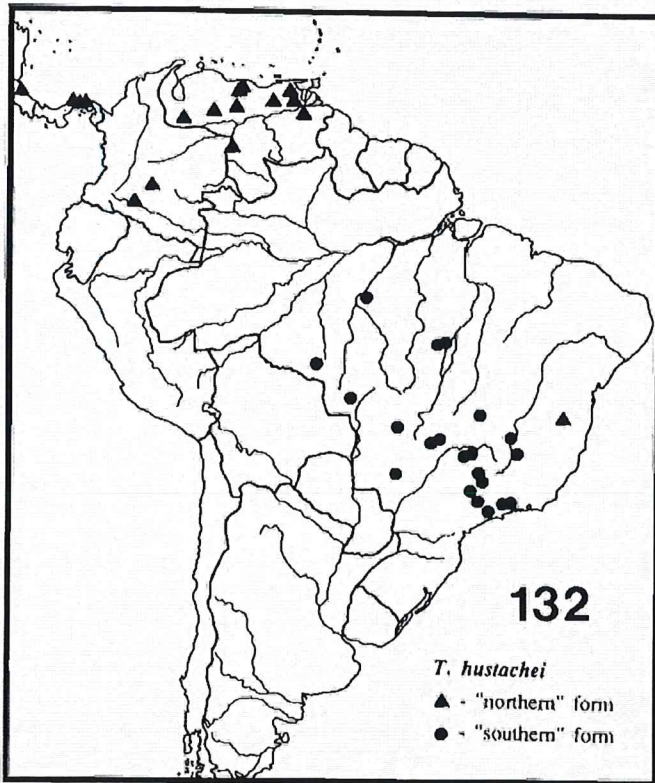 132
T. hustachei
▲ - "northern" form
● - "southern" form